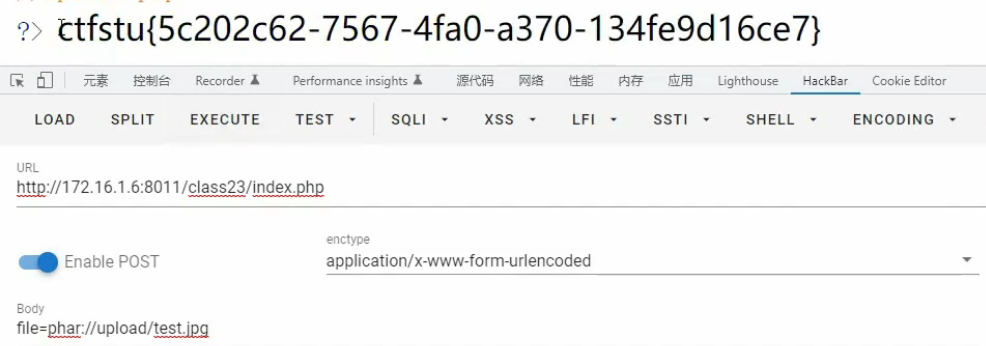 ?> ctfstu{5c202c62-7567-4fa0-a370-134fe9d16ce7}
元素 控制台 Recorder Performance insights 源代码 网络 性能 内存 应用 Lighthouse HackBar Cookie Editor
LOAD SPLIT EXECUTE TEST SQLI XSS LFI SSTI SHELL ENCODING
URL
http://172.16.1.6:8011/class23/index.php
enctype
Enable POST application/x-www-form-urlencoded
Body
file=phar://upload/test.jpg